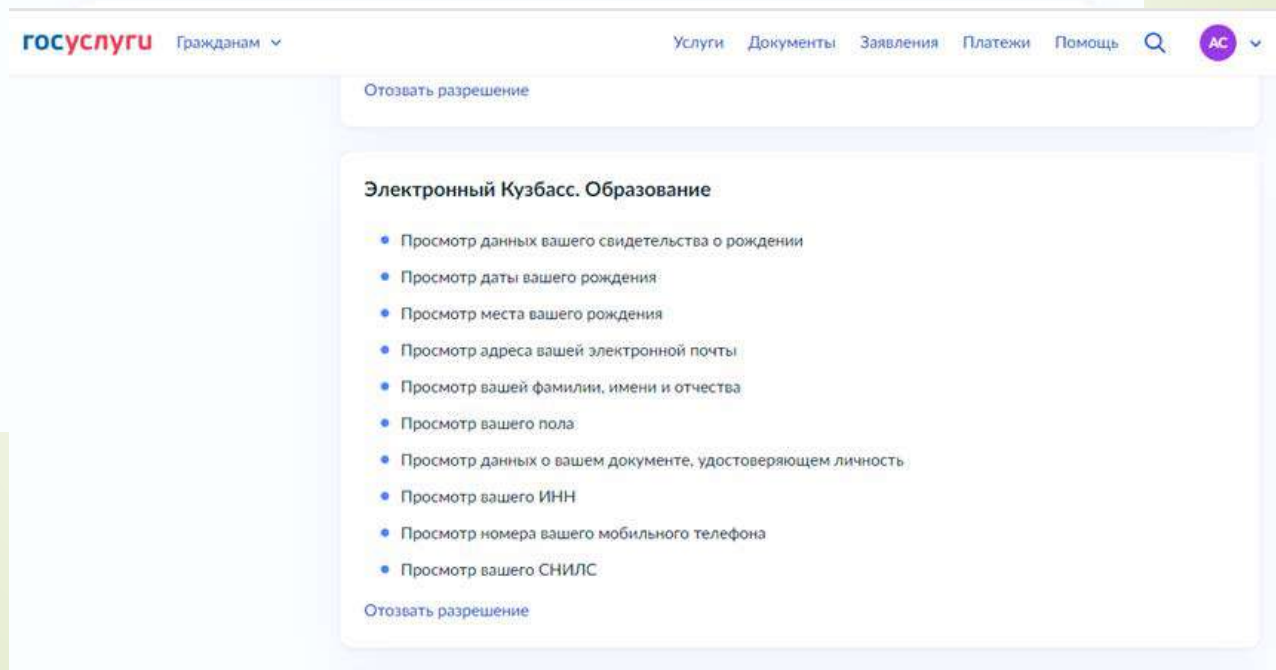 госуслуги Гражданам Услуги Документы Заявления Платежи Помощь АС
Отозвать разрешение
Электронный Кузбасс. Образование
Просмотр данных вашего свидетельства о рождении
Просмотр даты вашего рождения
Просмотр места вашего рождения
Просмотр адреса вашей электронной почты
Просмотр вашей фамилии, имени и отчества
Просмотр вашего пола
Просмотр данных о вашем документе, удостоверяющем личность
Просмотр вашего ИНН
Просмотр номера вашего мобильного телефона
Просмотр вашего СНИЛС
Отозвать разрешение